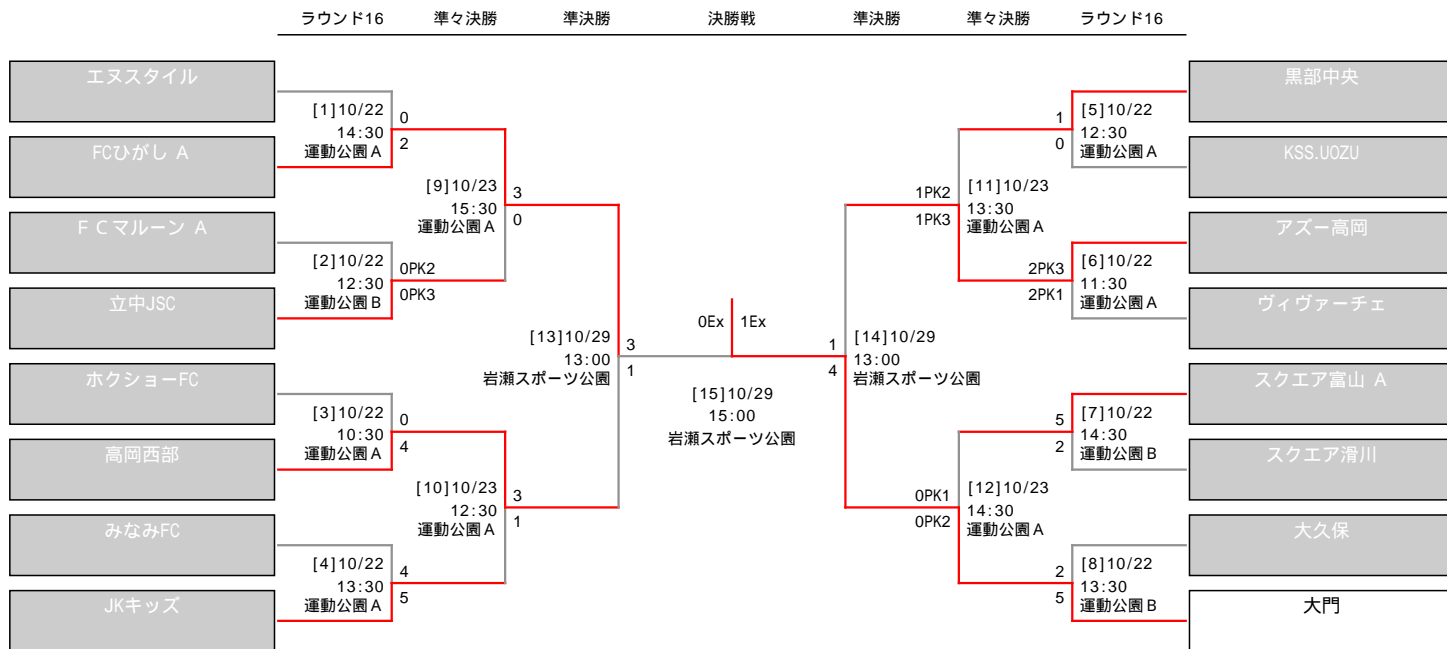 ラウンド16 準々決勝 準決勝 決勝戦 準決勝 準々決勝 ラウンド16
エヌスタイル
FCひがし A
ＦＣマルーン A
立中JSC
ホクショーFC
高岡西部
みなみFC
JKキッズ
[1]10/22
14:30
運動公園A
0
2
[2]10/22
12:30
運動公園B
0PK2
0PK3
[3]10/22
10:30
運動公園A
0
4
[4]10/22
13:30
運動公園A
4
5
[9]10/23
15:30
運動公園A
3
0
[10]10/23
12:30
運動公園A
3
1
[13]10/29
13:00
岩瀬スポーツ公園
3
1
0Ex 1Ex
[15]10/29
15:00
岩瀬スポーツ公園
1
4
[14]10/29
13:00
岩瀬スポーツ公園
1PK2
1PK3
[11]10/23
13:30
運動公園A
0PK1
0PK2
[12]10/23
14:30
運動公園A
1
0
[5]10/22
12:30
運動公園A
2PK3
2PK1
[6]10/22
11:30
運動公園A
5
2
[7]10/22
14:30
運動公園B
2
5
[8]10/22
13:30
運動公園B
黒部中央
KSS.UOZU
アズー高岡
ヴィヴァーチェ
スクエア富山 A
スクエア滑川
大久保
大門